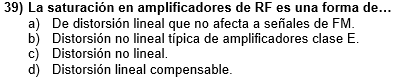 39) La saturación en amplificadores de RF es una forma de…
a) De distorsión lineal que no afecta a señales de FM.
b) Distorsión no lineal típica de amplificadores clase E.
c) Distorsión no lineal.
d) Distorsión lineal compensable.